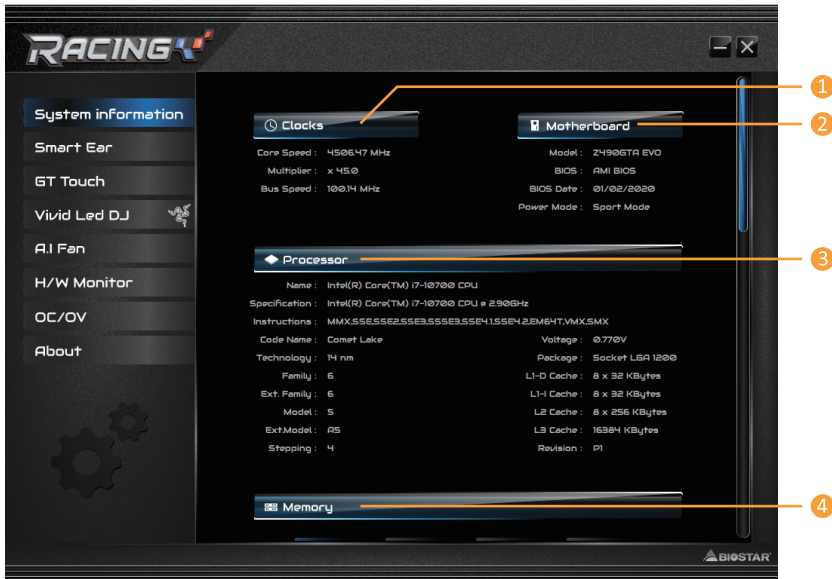 RACING
System information
Smart Ear
GT Touch
Vivid Led DJ
A.I Fan
H/W Monitor
OC/OV
About
1
Clocks
Core Speed : 4506.47 MHz
Multiplier : x 45.0
Bus Speed : 100.14 MHz
2
Motherboard
Model : Z490GTA EVO
BIOS : AMI BIOS
BIOS Date : 01/02/2020
Power Mode : Sport Mode
3
Processor
Name : Intel(R) Core(TM) i7-10700 CPU
Specification : Intel(R) Core(TM) i7-10700 CPU @ 2.90GHz
Instructions : MMX,SSE,SSE2,SSE3,SSSE3,SSE4.1,SSE4.2,EM64T,VMX,SMX
Code Name : Comet Lake
Technology : 14 nm
Family : 6
Ext. Family : 6
Model : 5
Ext.Model : A5
Stepping : 4
Voltage : 0.770V
Package : Socket LGA 1200
L1-D Cache : 8 x 32 KBytes
L1-I Cache : 8 x 32 KBytes
L2 Cache : 8 x 256 KBytes
L3 Cache : 16384 KBytes
Revision : P1
4
Memory
BIOSTAR